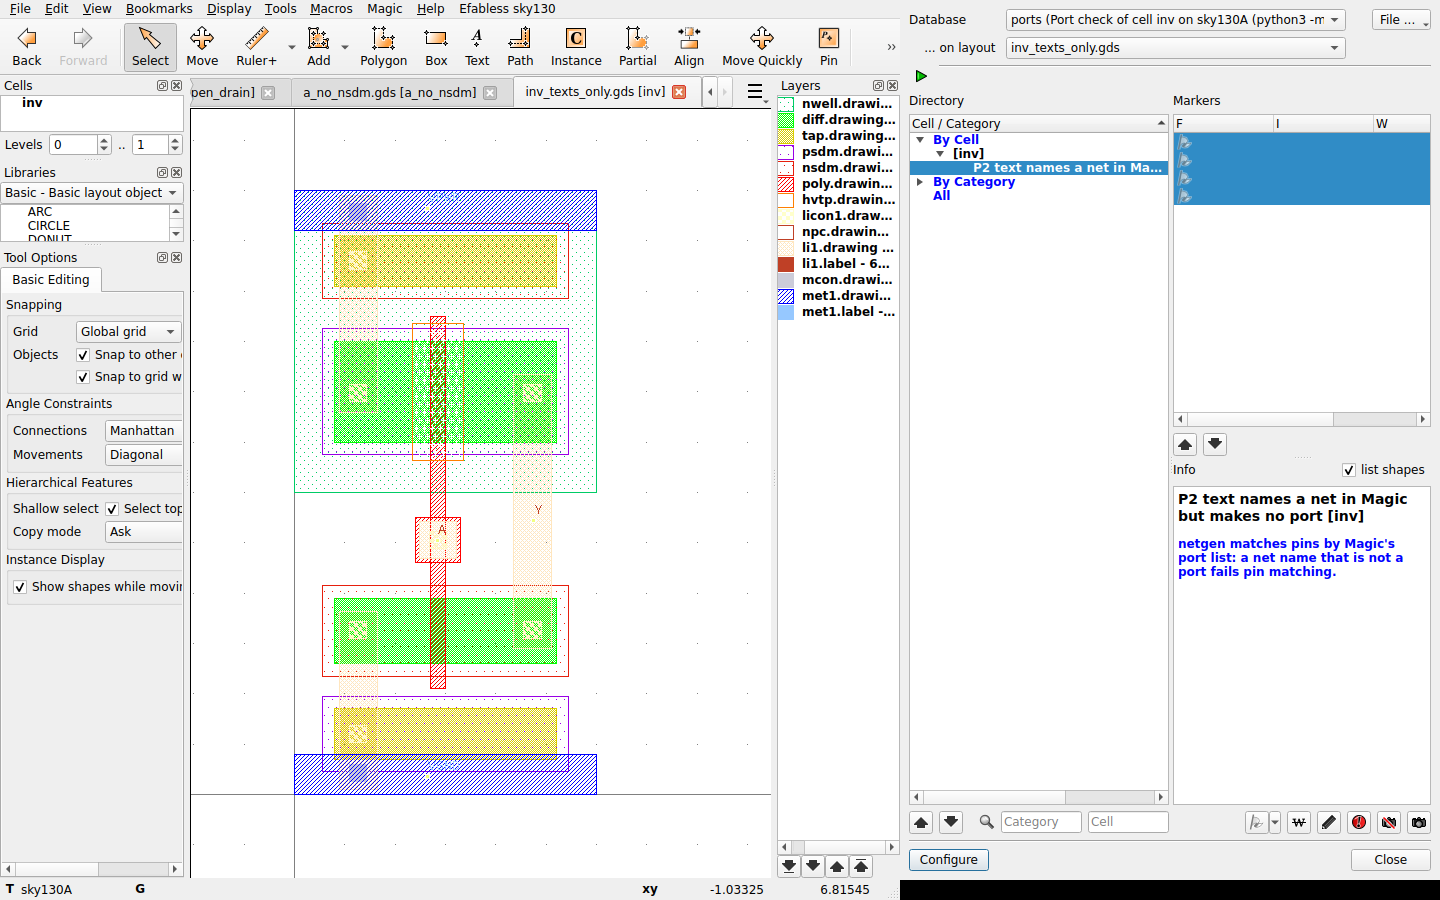 File Edit View Bookmarks Display Tools Macros Magic Help Efabless sky130
Back Forward Select Move Ruler+ Add Polygon Box Text Path Instance Partial Align Move Quickly Pin
Cells
inv
Levels 0 .. 1
Libraries
Basic - Basic layout object
ARC
CIRCLE
DONUT
Tool Options
Basic Editing
Snapping
Grid Global grid
Objects Snap to other
Snap to grid w
Angle Constraints
Connections Manhattan
Movements Diagonal
Hierarchical Features
Shallow select Select top
Copy mode Ask
Instance Display
Show shapes while movin
pen_drain] a_no_nsdm.gds [a_no_nsdm] inv_texts_only.gds [inv]
Y
A
Layers
nwell.drawi...
diff.drawing...
tap.drawing...
psdm.drawi...
nsdm.drawi...
poly.drawin...
hvtp.drawin...
licon1.draw...
npc.drawin...
li1.drawing ...
li1.label - 6...
mcon.drawi...
met1.drawi...
met1.label -...
T sky130A G xy -1.03325 6.81545
Database ports (Port check of cell inv on sky130A (python3 -m File ...
... on layout inv_texts_only.gds
Directory
Cell / Category
By Cell
[inv]
P2 text names a net in Ma...
By Category
All
Category Cell
Configure
Markers
F I W
Info list shapes
P2 text names a net in Magic
but makes no port [inv]
netgen matches pins by Magic's
port list: a net name that is not a
port fails pin matching.
W
Close